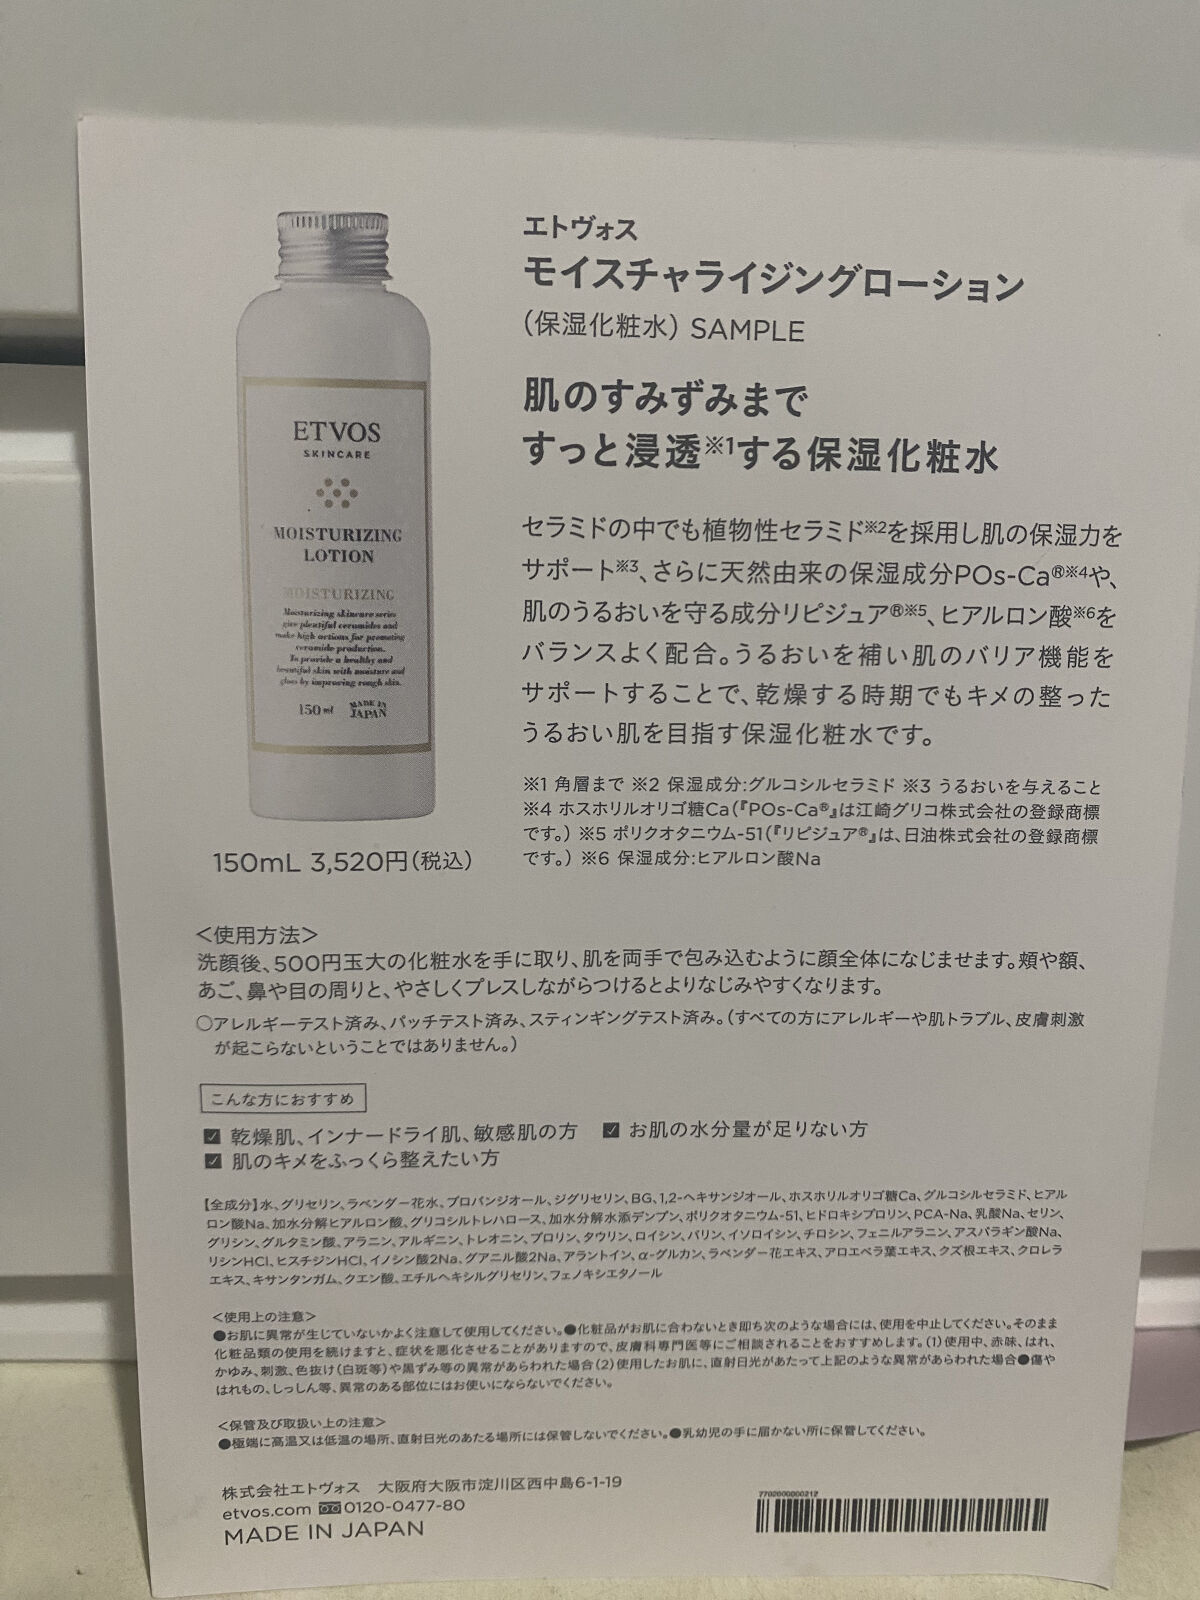 エトヴォス
モイスチャライジングローション
（保湿化粧水） SAMPLE
肌のすみずみまで
すっと浸透※1する保湿化粧水
セラミドの中でも植物性セラミド※2を採用し肌の保湿力を
サポート※3、さらに天然由来の保湿成分POs-Ca®※4や、
肌のうるおいを守る成分リピジュア®※5、ヒアルロン酸※6を
バランスよく配合。うるおいを補い肌のバリア機能を
サポートすることで、乾燥する時期でもキメの整った
うるおい肌を目指す保湿化粧水です。
※1 角層まで ※2 保湿成分:グルコシルセラミド ※3 うるおいを与えること
※4 ホスホリルオリゴ糖Ca(『POs-Ca®』は江崎グリコ株式会社の登録商標
です。) ※5 ポリクオタニウム-51(『リピジュア®』は、日油株式会社の登録商標
です。) ※6 保湿成分:ヒアルロン酸Na
ETVOS
SKINCARE
MOISTURIZING
LOTION
MOISTURIZING
Moisturizing skincare series
give plentiful ceramides and
make high actions for promoting
ceramide production.
To provide a healthy and
beautiful skin with moisture and
gloss by improving rough skin.
150ml MADE IN JAPAN
150mL 3,520円(税込)
＜使用方法＞
洗顔後、500円玉大の化粧水を手に取り、肌を両手で包み込むように顔全体になじませます。頬や額、
あご、鼻や目の周りと、やさしくプレスしながらつけるとよりなじみやすくなります。
○アレルギーテスト済み、パッチテスト済み、スティンギングテスト済み。(すべての方にアレルギーや肌トラブル、皮膚刺激
が起こらないということではありません。)
こんな方におすすめ
☑ 乾燥肌、インナードライ肌、敏感肌の方 ☑ お肌の水分量が足りない方
☑ 肌のキメをふっくら整えたい方
【全成分】水、グリセリン、ラベンダー花水、プロパンジオール、ジグリセリン、BG、1,2-ヘキサンジオール、ホスホリルオリゴ糖Ca、グルコシルセラミド、ヒアル
ロン酸Na、加水分解ヒアルロン酸、グリコシルトレハロース、加水分解水添デンプン、ポリクオタニウム-51、ヒドロキシプロリン、PCA-Na、乳酸Na、セリン、
グリシン、グルタミン酸、アラニン、アルギニン、トレオニン、プロリン、タウリン、ロイシン、バリン、イソロイシン、チロシン、フェニルアラニン、アスパラギン酸Na、
リシンHCl、ヒスチジンHCl、イノシン酸2Na、グアニル酸2Na、アラントイン、α-グルカン、ラベンダー花エキス、アロエベラ葉エキス、クズ根エキス、クロレラ
エキス、キサンタンガム、クエン酸、エチルヘキシルグリセリン、フェノキシエタノール
＜使用上の注意＞
●お肌に異常が生じていないかよく注意して使用してください。●化粧品がお肌に合わないとき即ち次のような場合には、使用を中止してください。そのまま
化粧品類の使用を続けますと、症状を悪化させることがありますので、皮膚科専門医等にご相談されることをおすすめします。(1)使用中、赤味、はれ、
かゆみ、刺激、色抜け(白斑等)や黒ずみ等の異常があらわれた場合(2)使用したお肌に、直射日光があたって上記のような異常があらわれた場合●傷や
はれもの、しっしん等、異常のある部位にはお使いにならないでください。
＜保管及び取扱い上の注意＞
●極端に高温又は低温の場所、直射日光のあたる場所には保管しないでください。●乳幼児の手に届かない所に保管してください。
株式会社エトヴォス 大阪府大阪市淀川区西中島6-1-19
etvos.com 0120-0477-80
MADE IN JAPAN
7702000000212